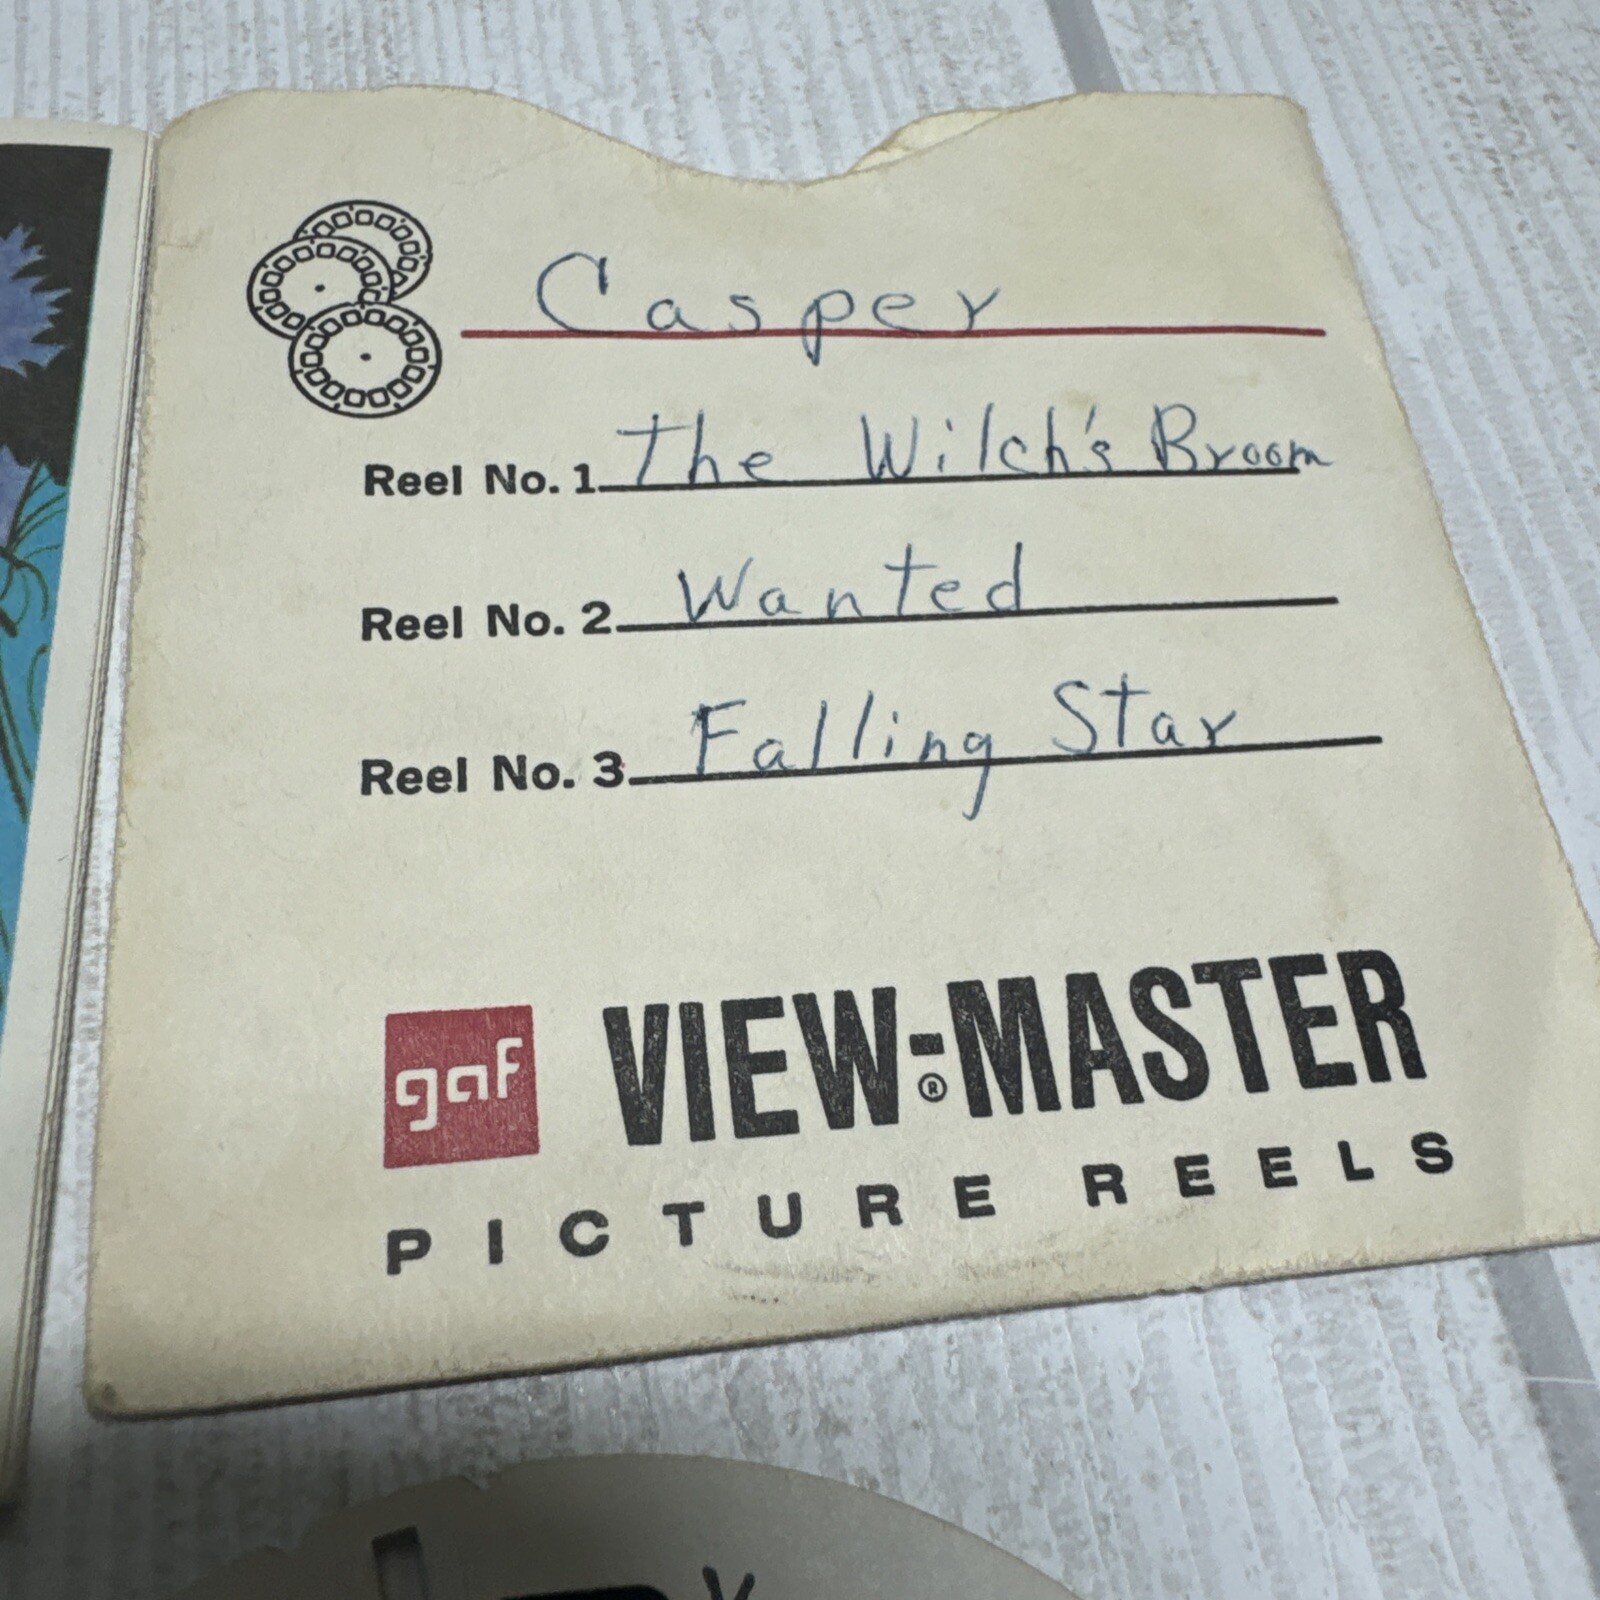 Casper
Reel No. 1 The Witch's Broom
Reel No. 2 Wanted
Reel No. 3 Falling Star
gaf VIEW-MASTER ®
PICTURE REELS